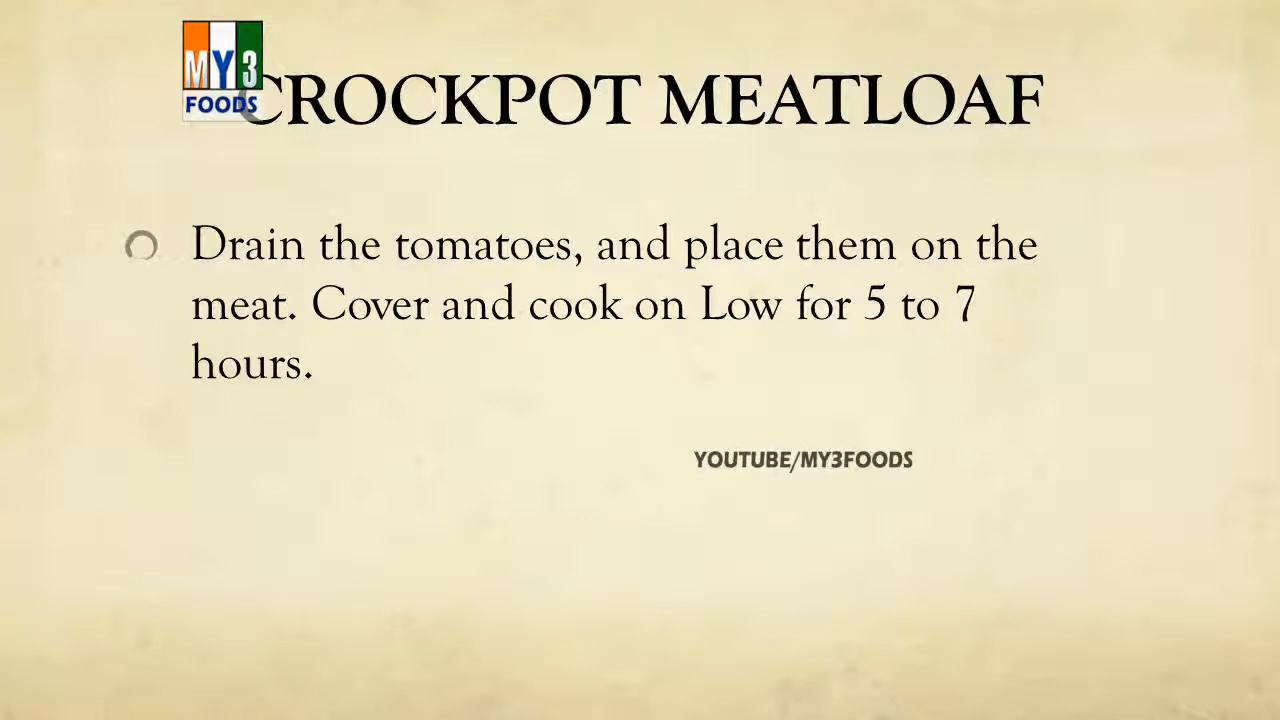 MY3
FOODS
CROCKPOT MEATLOAF
Drain the tomatoes, and place them on the
meat. Cover and cook on Low for 5 to 7
hours.
YOUTUBE/MY3FOODS